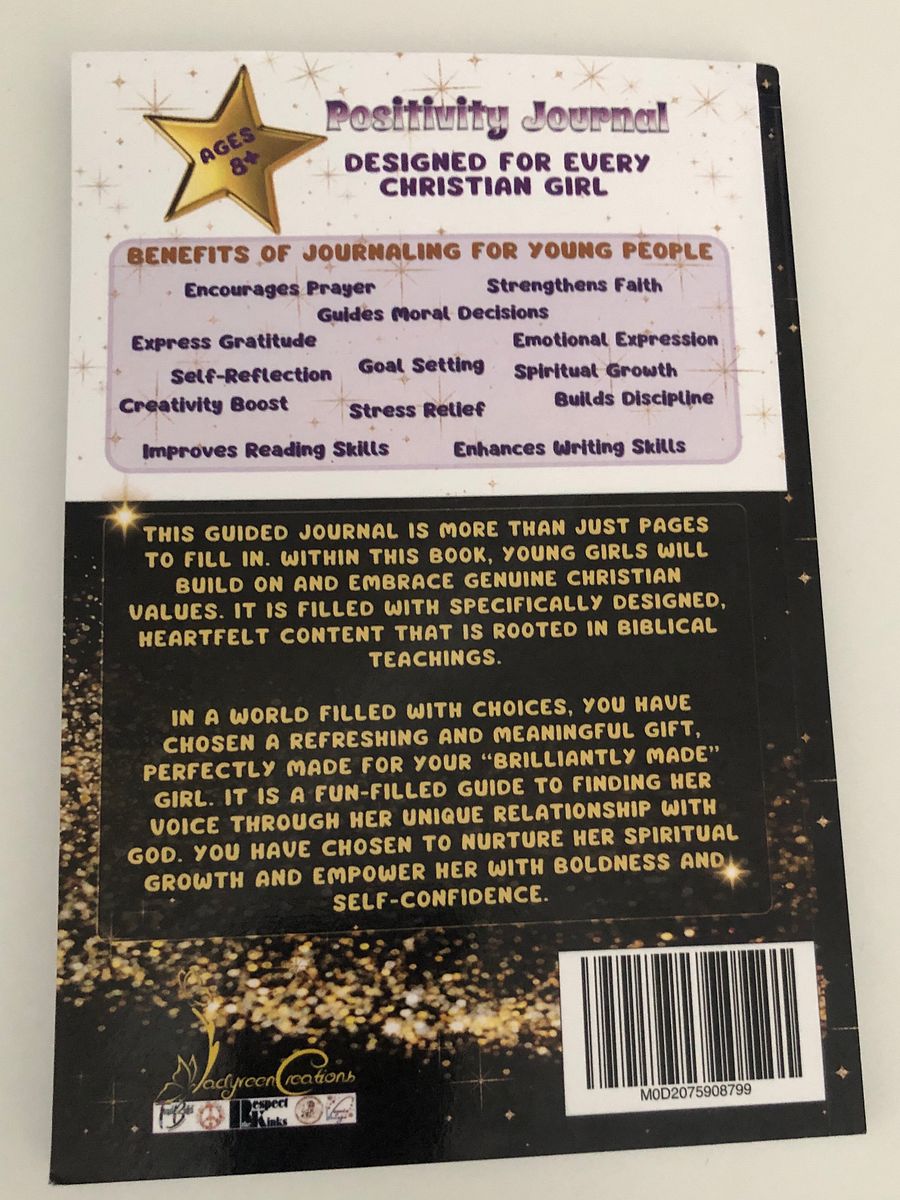 AGES
8+
Positivity Journal
DESIGNED FOR EVERY
CHRISTIAN GIRL
BENEFITS OF JOURNALING FOR YOUNG PEOPLE
Encourages Prayer Strengthens Faith
Guides Moral Decisions
Express Gratitude Emotional Expression
Self-Reflection Goal Setting Spiritual Growth
Creativity Boost Stress Relief Builds Discipline
Improves Reading Skills Enhances Writing Skills
THIS GUIDED JOURNAL IS MORE THAN JUST PAGES
TO FILL IN. WITHIN THIS BOOK, YOUNG GIRLS WILL
BUILD ON AND EMBRACE GENUINE CHRISTIAN
VALUES. IT IS FILLED WITH SPECIFICALLY DESIGNED,
HEARTFELT CONTENT THAT IS ROOTED IN BIBLICAL
TEACHINGS.
IN A WORLD FILLED WITH CHOICES, YOU HAVE
CHOSEN A REFRESHING AND MEANINGFUL GIFT,
PERFECTLY MADE FOR YOUR “BRILLIANTLY MADE”
GIRL. IT IS A FUN-FILLED GUIDE TO FINDING HER
VOICE THROUGH HER UNIQUE RELATIONSHIP WITH
GOD. YOU HAVE CHOSEN TO NURTURE HER SPIRITUAL
GROWTH AND EMPOWER HER WITH BOLDNESS AND
SELF-CONFIDENCE.
Creations
Respect
Kinks
M0D2075908799